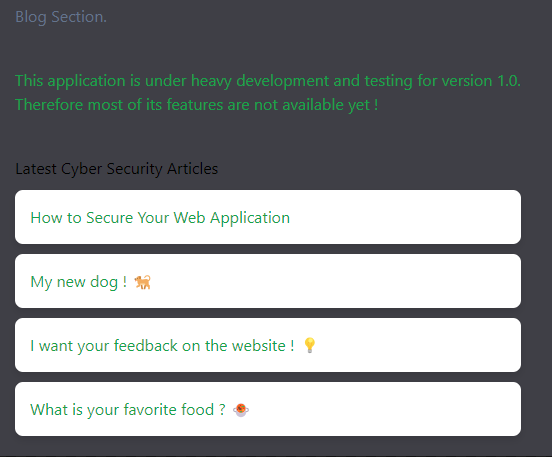 Blog Section.
This application is under heavy development and testing for version 1.0.
Therefore most of its features are not available yet !
Latest Cyber Security Articles
How to Secure Your Web Application
My new dog ! 🐕
I want your feedback on the website ! 💡
What is your favorite food ? 🍲